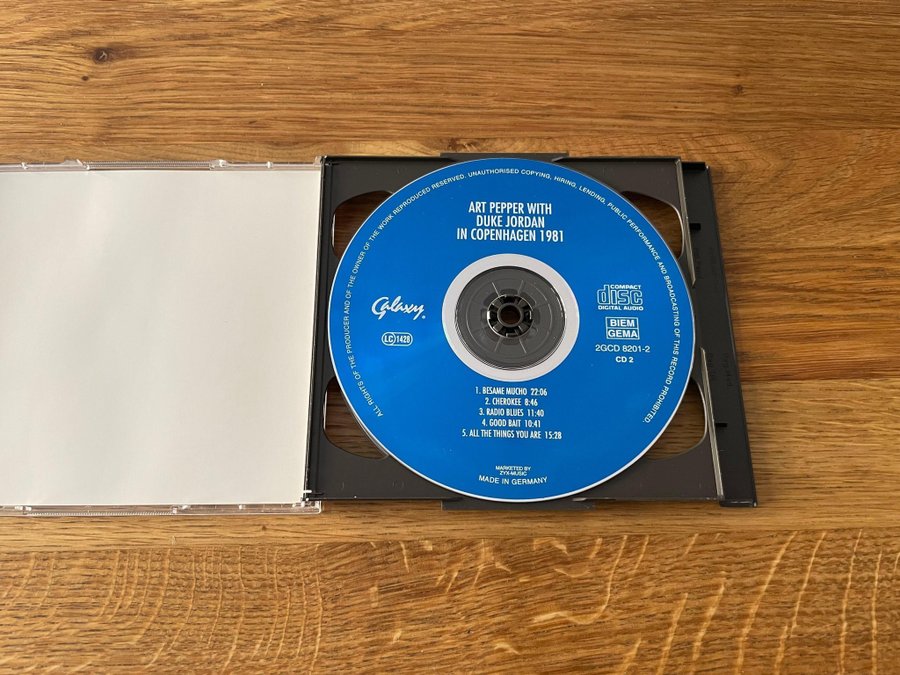 ALL RIGHTS OF THE PRODUCER AND OF THE OWNER OF THE WORK REPRODUCED RESERVED. UNAUTHORISED COPYING, HIRING, LENDING, PUBLIC PERFORMANCE AND BROADCASTING OF THIS RECORD PROHIBITED.
ART PEPPER WITH
DUKE JORDAN
IN COPENHAGEN 1981
Galaxy
LC 1428
COMPACT
disc
DIGITAL AUDIO
BIEM
GEMA
2GCD 8201-2
CD 2
1. BESAME MUCHO 22:06
2. CHEROKEE 8:46
3. RADIO BLUES 11:40
4. GOOD BAIT 10:41
5. ALL THE THINGS YOU ARE 15:28
MARKETED BY
ZYX-MUSIC
MADE IN GERMANY